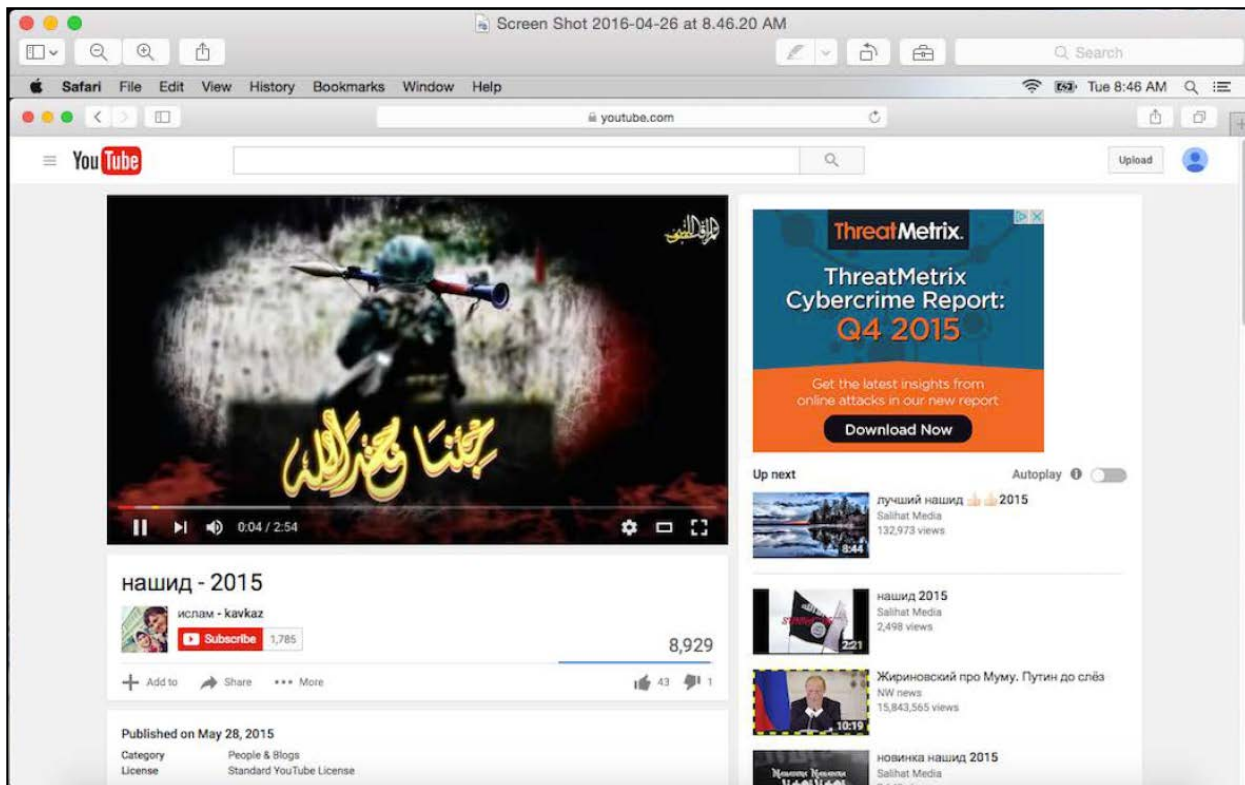 Screen Shot 2016-04-26 at 8.46.20 AM
Search
Safari File Edit View History Bookmarks Window Help
Tue 8:46 AM
youtube.com
YouTube
Upload
ThreatMetrix.
ThreatMetrix
Cybercrime Report:
Q4 2015
Get the latest insights from
online attacks in our new report
Download Now
0:04 / 2:54
нашид - 2015
ислам - kavkaz
Subscribe 1,785
8,929
Add to Share More
43 1
Published on May 28, 2015
Category People & Blogs
License Standard YouTube License
Up next Autoplay
лучший нашид 👍👍2015
Salihat Media
132,973 views
8:44
нашид 2015
Salihat Media
2,498 views
2:21
Жириновский про Муму. Путин до слёз
NW news
15,843,565 views
10:19
новинка нашид 2015
Salihat Media